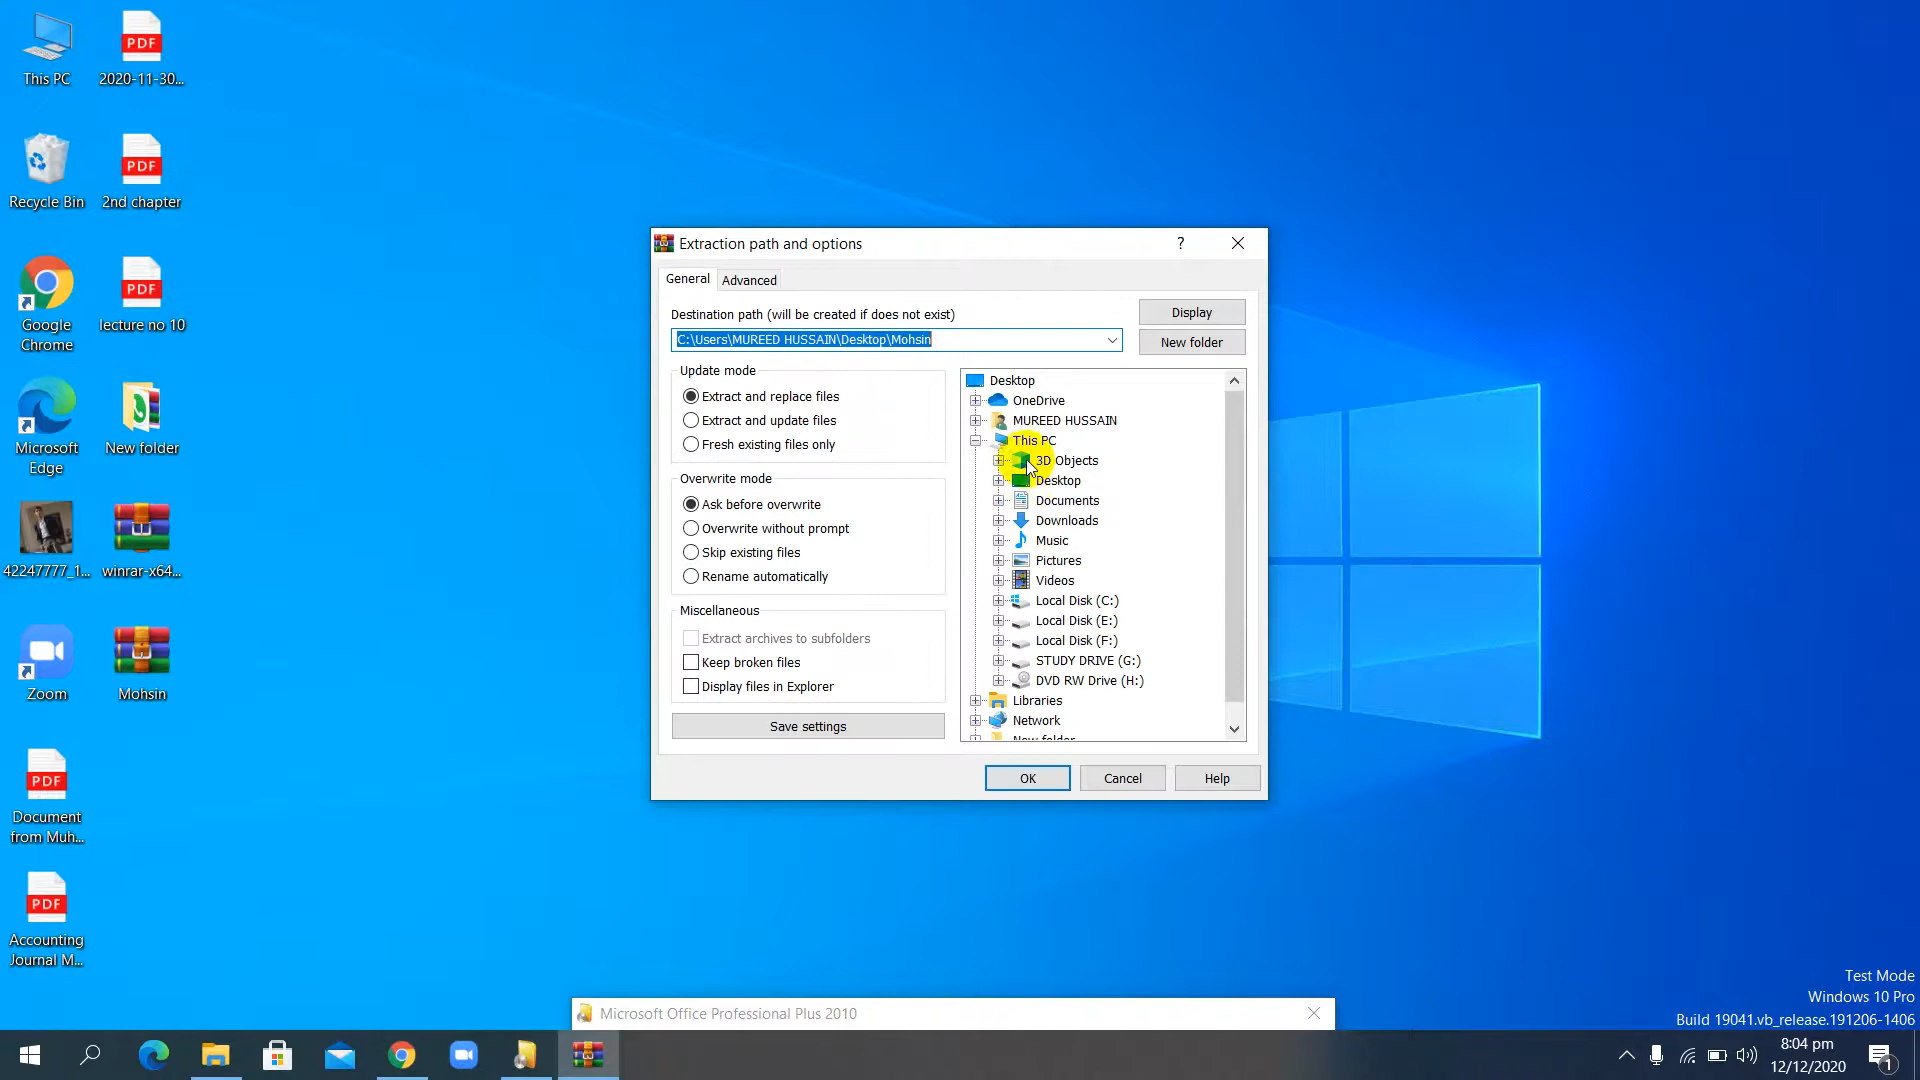 This PC
2020-11-30...
Recycle Bin
2nd chapter
Google
Chrome
lecture no 10
Microsoft
Edge
New folder
42247777_1...
winrar-x64...
Zoom
Mohsin
Document
from Muh...
Accounting
Journal M...
PDF
PDF
PDF
PDF
PDF
Extraction path and options
?
General
Advanced
Destination path (will be created if does not exist)
Display
C:\Users\MUREED HUSSAIN\Desktop\Mohsin
New folder
Update mode
Extract and replace files
Extract and update files
Fresh existing files only
Overwrite mode
Ask before overwrite
Overwrite without prompt
Skip existing files
Rename automatically
Miscellaneous
Extract archives to subfolders
Keep broken files
Display files in Explorer
Save settings
Desktop
OneDrive
MUREED HUSSAIN
This PC
3D Objects
Desktop
Documents
Downloads
Music
Pictures
Videos
Local Disk (C:)
Local Disk (E:)
Local Disk (F:)
STUDY DRIVE (G:)
DVD RW Drive (H:)
Libraries
Network
New folder
OK
Cancel
Help
Microsoft Office Professional Plus 2010
Test Mode
Windows 10 Pro
Build 19041.vb_release.191206-1406
8:04 pm
12/12/2020
1